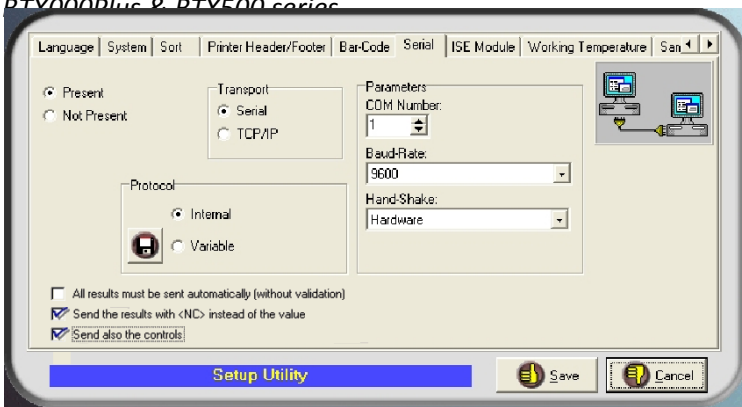 BTX000Plus & BTX500 series
Language System Sort Printer Header/Footer Bar-Code Serial ISE Module Working Temperature
Present
Not Present
Transport
Serial
TCP/IP
Parameters
COM Number:
1
Baud-Rate:
9600
Hand-Shake:
Hardware
Protocol
Internal
Variable
All results must be sent automatically (without validation)
Send the results with <NC> instead of the value
Send also the controls
Setup Utility
Save
Cancel